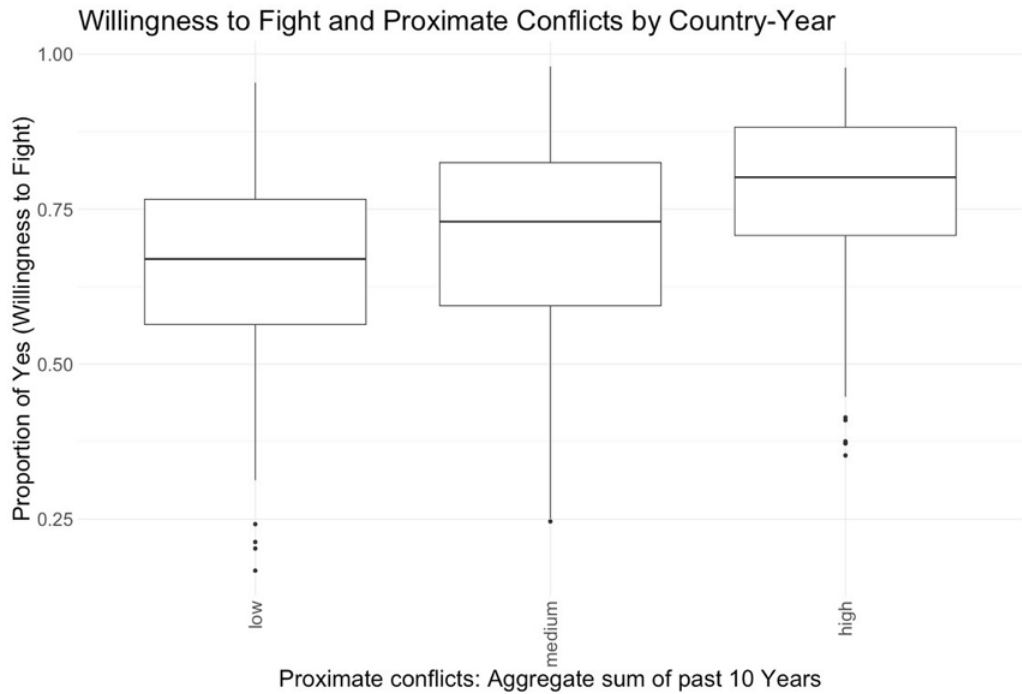 Willingness to Fight and Proximate Conflicts by Country-Year
Proportion of Yes (Willingness to Fight)
1.00
0.75
0.50
0.25
low
medium
high
Proximate conflicts: Aggregate sum of past 10 Years